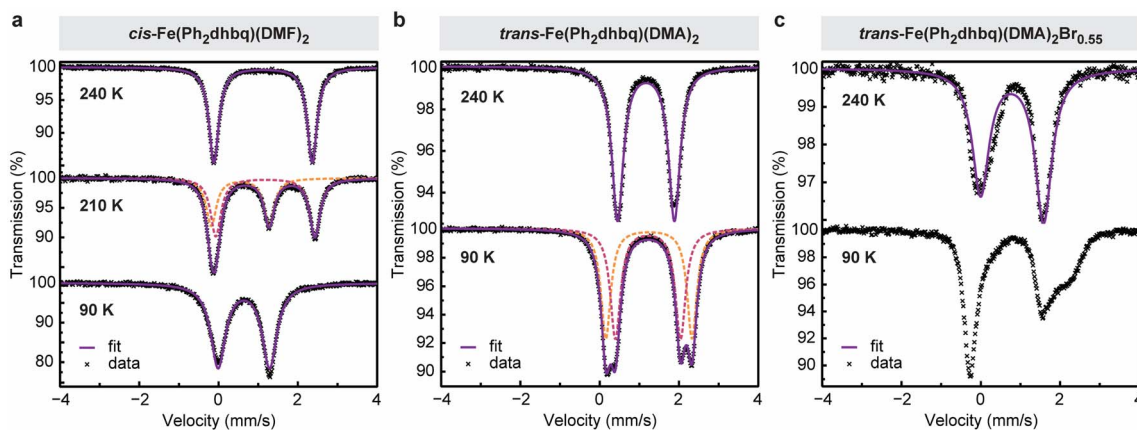 a
cis-Fe(Ph₂dhbq)(DMF)₂
100
95
90
240 K
100
95
90
210 K
100
90
80
90 K
fit
data
Transmission (%)
−4 −2 0 2 4
Velocity (mm/s)
b
trans-Fe(Ph₂dhbq)(DMA)₂
100
98
96
94
92
240 K
100
98
96
94
92
90
90 K
fit
data
Transmission (%)
−4 −2 0 2 4
Velocity (mm/s)
c
trans-Fe(Ph₂dhbq)(DMA)₂Br₀.₅₅
100
99
97
240 K
100
98
96
94
92
90
90 K
fit
data
Transmission (%)
−4 −2 0 2 4
Velocity (mm/s)